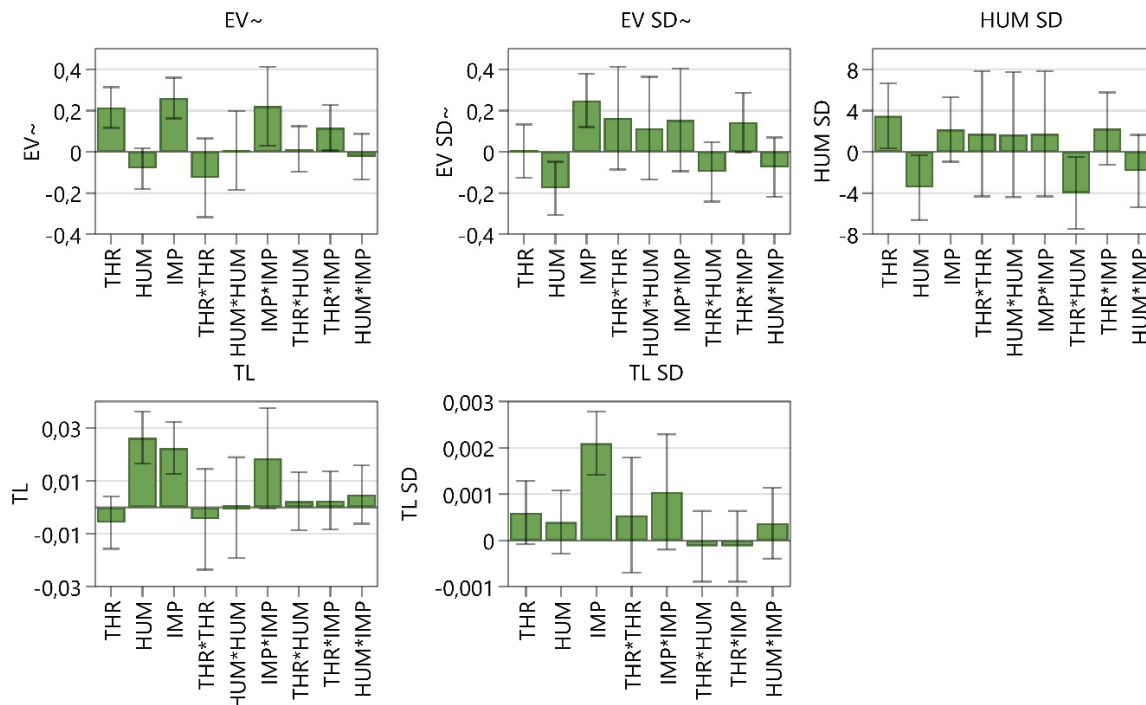 EV~
EV~
0,4
0,2
0
-0,2
-0,4
THR
HUM
IMP
THR*THR
HUM*HUM
IMP*IMP
THR*HUM
THR*IMP
HUM*IMP
EV SD~
EV SD~
0,4
0,2
0
-0,2
-0,4
THR
HUM
IMP
THR*THR
HUM*HUM
IMP*IMP
THR*HUM
THR*IMP
HUM*IMP
HUM SD
HUM SD
8
4
0
-4
-8
THR
HUM
IMP
THR*THR
HUM*HUM
IMP*IMP
THR*HUM
THR*IMP
HUM*IMP
TL
TL
0,03
0,01
-0,01
-0,03
THR
HUM
IMP
THR*THR
HUM*HUM
IMP*IMP
THR*HUM
THR*IMP
HUM*IMP
TL SD
TL SD
0,003
0,002
0,001
0
-0,001
THR
HUM
IMP
THR*THR
IMP*IMP
THR*HUM
THR*IMP
HUM*IMP